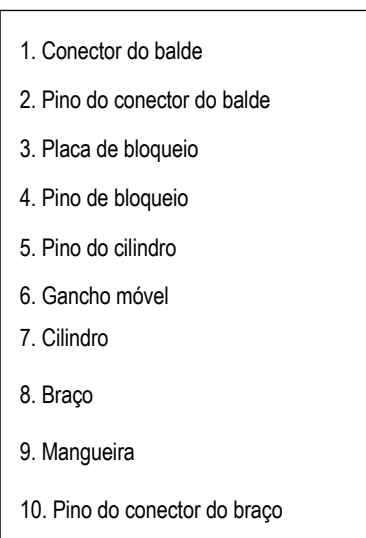 1. Conector do balde
2. Pino do conector do balde
3. Placa de bloqueio
4. Pino de bloqueio
5. Pino do cilindro
6. Gancho móvel
7. Cilindro
8. Braço
9. Mangueira
10. Pino do conector do braço